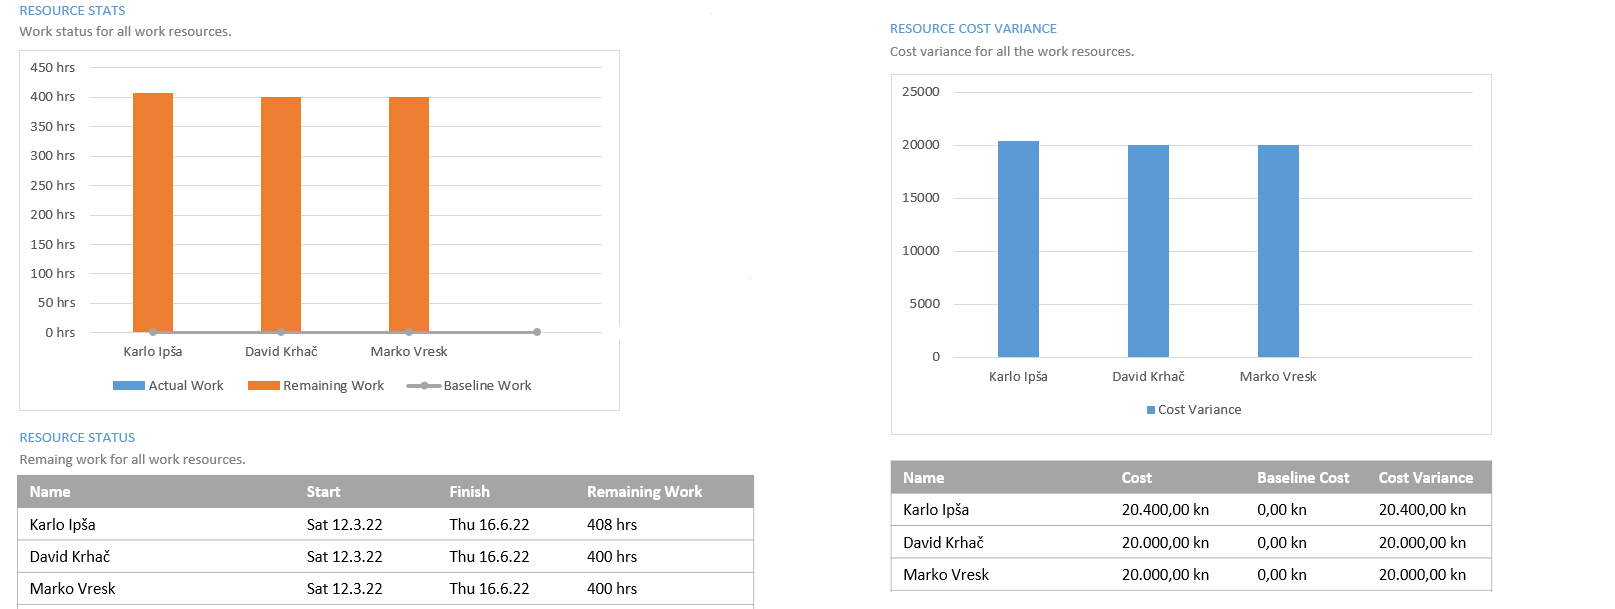 RESOURCE STATS
Work status for all work resources.
450 hrs
400 hrs
350 hrs
300 hrs
250 hrs
200 hrs
150 hrs
100 hrs
50 hrs
0 hrs
Karlo Ipša David Krhač Marko Vresk
Actual Work Remaining Work Baseline Work
RESOURCE STATUS
Remaing work for all work resources.
Name Start Finish Remaining Work
Karlo Ipša Sat 12.3.22 Thu 16.6.22 408 hrs
David Krhač Sat 12.3.22 Thu 16.6.22 400 hrs
Marko Vresk Sat 12.3.22 Thu 16.6.22 400 hrs
RESOURCE COST VARIANCE
Cost variance for all the work resources.
25000
20000
15000
10000
5000
0
Karlo Ipša David Krhač Marko Vresk
Cost Variance
Name Cost Baseline Cost Cost Variance
Karlo Ipša 20.400,00 kn 0,00 kn 20.400,00 kn
David Krhač 20.000,00 kn 0,00 kn 20.000,00 kn
Marko Vresk 20.000,00 kn 0,00 kn 20.000,00 kn